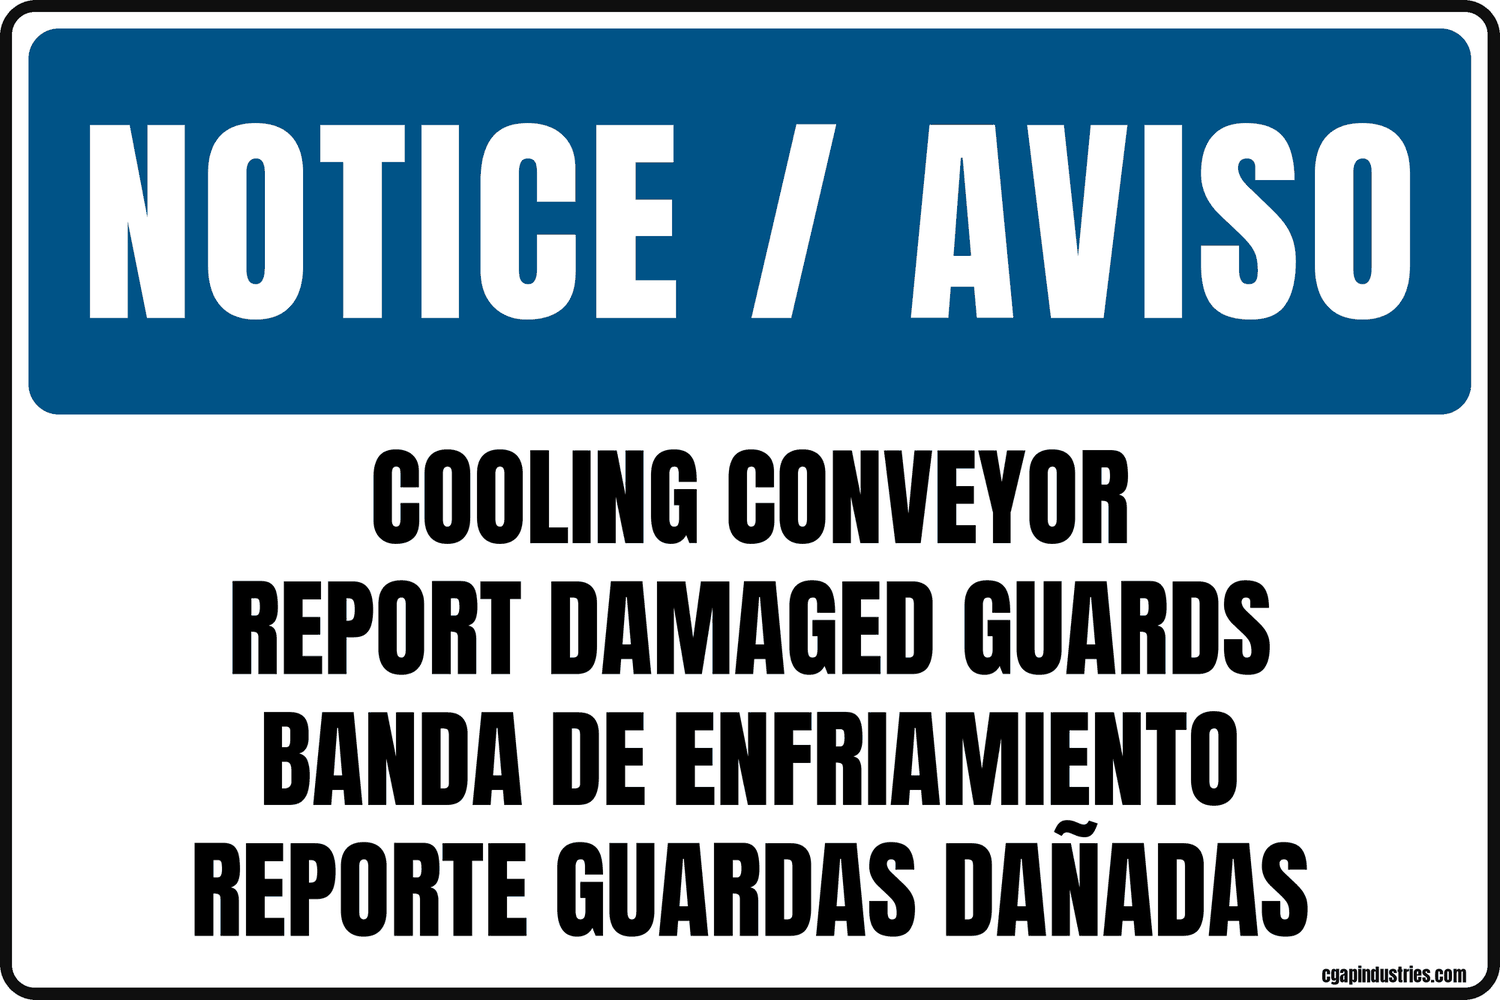 NOTICE / AVISO
COOLING CONVEYOR
REPORT DAMAGED GUARDS
BANDA DE ENFRIAMIENTO
REPORTE GUARDAS DAÑADAS
cgapindustries.com